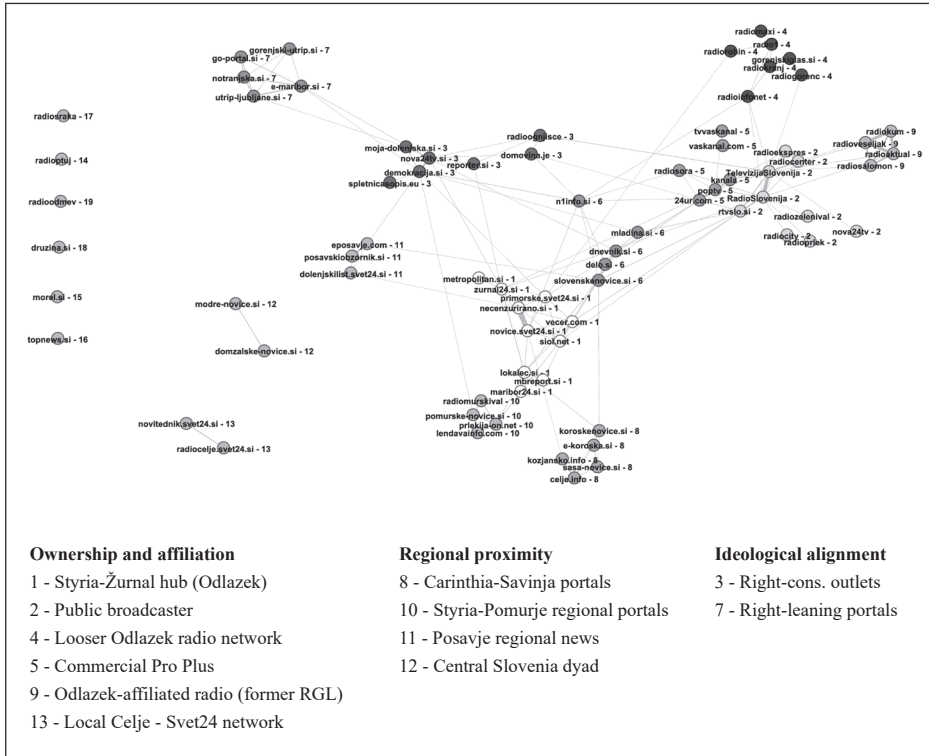 radiomaxi - 4
radiorobin - 4
radio1 - 4
gorenjski-utrip.si - 7
go-portal.si - 7
gorenjskiglas.si - 4
radiokranj - 4
radiogorenc - 4
notranjska.si - 7
e-maribor.si - 7
utrip-ljubljane.si - 7
radioinfonet - 4
radiosraka - 17
radioognjisce - 3
tvvaskanal - 5
radiokum - 9
moja-dolenjska.si - 3
vaskanal.com - 5
radioveseljak - 9
radioekspres - 2
radioaktual - 9
domovina.je - 3
nova24tv.si - 3
radiocenter - 2
radioptuj - 14
reporter.si - 3
radiosalomon - 9
demokracija.si - 3
radiosora - 5
TelevizijaSlovenija - 2
kanala - 5
spletnicasopis.eu - 3
poptv - 5
RadioSlovenija - 2
radioodmev - 19
n1info.si - 6
24ur.com - 5
rtvslo.si - 2
radiozelenival - 2
mladina.si - 6
radiocity - 2
nova24tv - 2
radioprlek - 2
druzina.si - 18
eposavje.com - 11
dnevnik.si - 6
posavskiobzornik.si - 11
delo.si - 6
dolenjskilist.svet24.si - 11
metropolitan.si - 1
slovenskenovice.si - 6
zurnal24.si - 1
morel.si - 15
primorske.svet24.si - 1
modre-novice.si - 12
necenzurirano.si - 1
vecer.com - 1
novice.svet24.si - 1
topnews.si - 16
siol.net - 1
domzalske-novice.si - 12
lokalec.si - 1
mbreport.si - 1
maribor24.si - 1
radiomurskival - 10
pomurske-novice.si - 10
novitednik.svet24.si - 13
prlekija-on.net - 10
koroskenovice.si - 8
lendavainfo.com - 10
radiocelje.svet24.si - 13
e-koroska.si - 8
kozjansko.info - 8
sasa-novice.si - 8
celje.info - 8
Ownership and affiliation
1 - Styria-Žurnal hub (Odlazek)
2 - Public broadcaster
4 - Looser Odlazek radio network
5 - Commercial Pro Plus
9 - Odlazek-affiliated radio (former RGL)
13 - Local Celje - Svet24 network
Regional proximity
8 - Carinthia-Savinja portals
10 - Styria-Pomurje regional portals
11 - Posavje regional news
12 - Central Slovenia dyad
Ideological alignment
3 - Right-cons. outlets
7 - Right-leaning portals